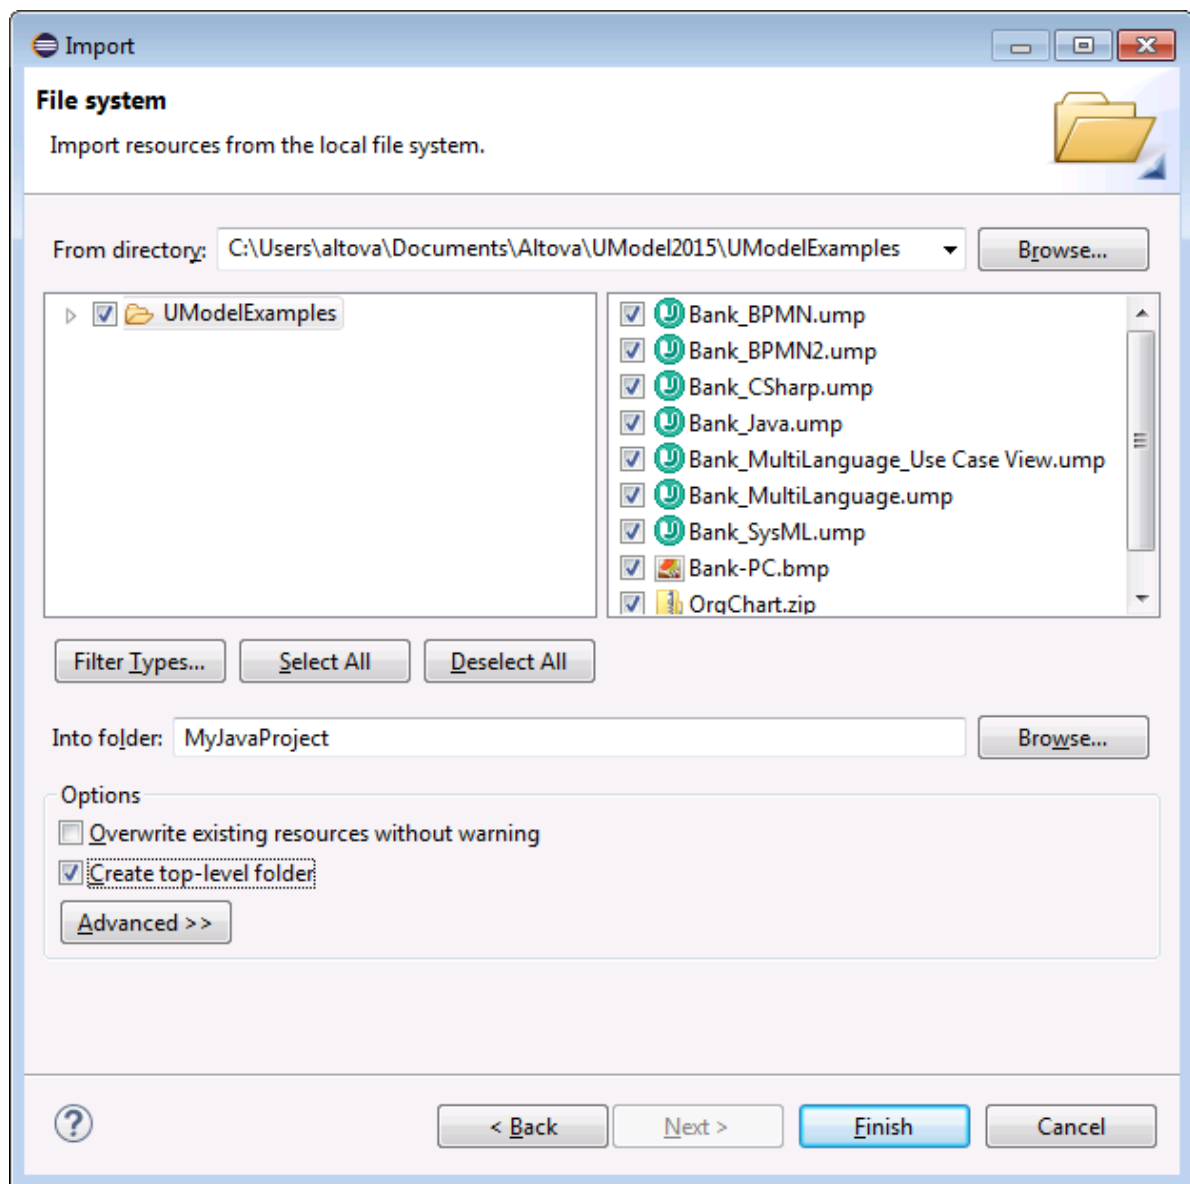 Import
File system
Import resources from the local file system.
From directory: C:\Users\altova\Documents\Altova\UModel2015\UModelExamples Browse...
UModelExamples
Bank_BPMN.ump
Bank_BPMN2.ump
Bank_CSharp.ump
Bank_Java.ump
Bank_MultiLanguage_Use Case View.ump
Bank_MultiLanguage.ump
Bank_SysML.ump
Bank-PC.bmp
OrgChart.zip
Filter Types... Select All Deselect All
Into folder: MyJavaProject Browse...
Options
Overwrite existing resources without warning
Create top-level folder
Advanced >>
? < Back Next > Finish Cancel